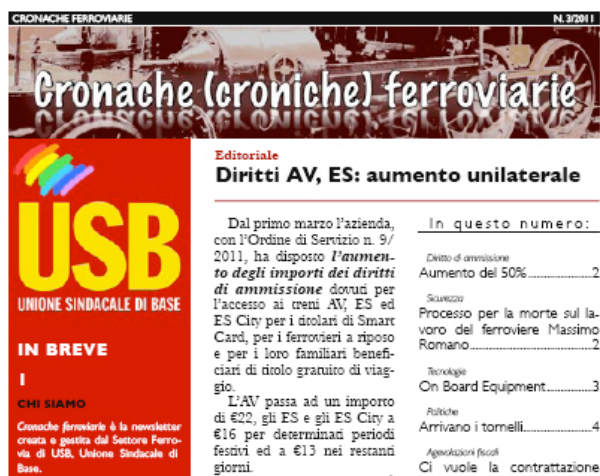 CRONACHE FERROVIARIE
N. 3/2011
Cronache (croniche) ferroviarie
USB
UNIONE SINDACALE DI BASE
IN BREVE
I
CHI SIAMO
Cronache ferroviarie è la newsletter
creata e gestita dal Settore Ferro-
via di USB, Unione Sindacale di
Base.
Editoriale
Diritti AV, ES: aumento unilaterale
Dal primo marzo l'azienda,
con l'Ordine di Servizio n. 9/
2011, ha disposto l'aumen-
to degli importi dei diritti
di ammissione dovuti per
l'accesso ai treni AV, ES ed
ES City per i titolari di Smart
Card, per i ferrovieri a riposo
e per i loro familiari benefi-
ciari di titolo gratuito di viag-
gio.
L'AV passa ad un importo
di €22, gli ES e gli ES City a
€16 per determinati periodi
festivi ed a €13 nei restanti
giorni.
In questo numero:
Diritto di ammissione
Aumento del 50%....................2
Sicurezza
Processo per la morte sul la-
voro del ferroviere Massimo
Romano....................2
Tecnologie
On Board Equipment....................3
Politiche
Arrivano i tornelli....................4
Agevolazioni fiscali
Ci vuole la contrattazione